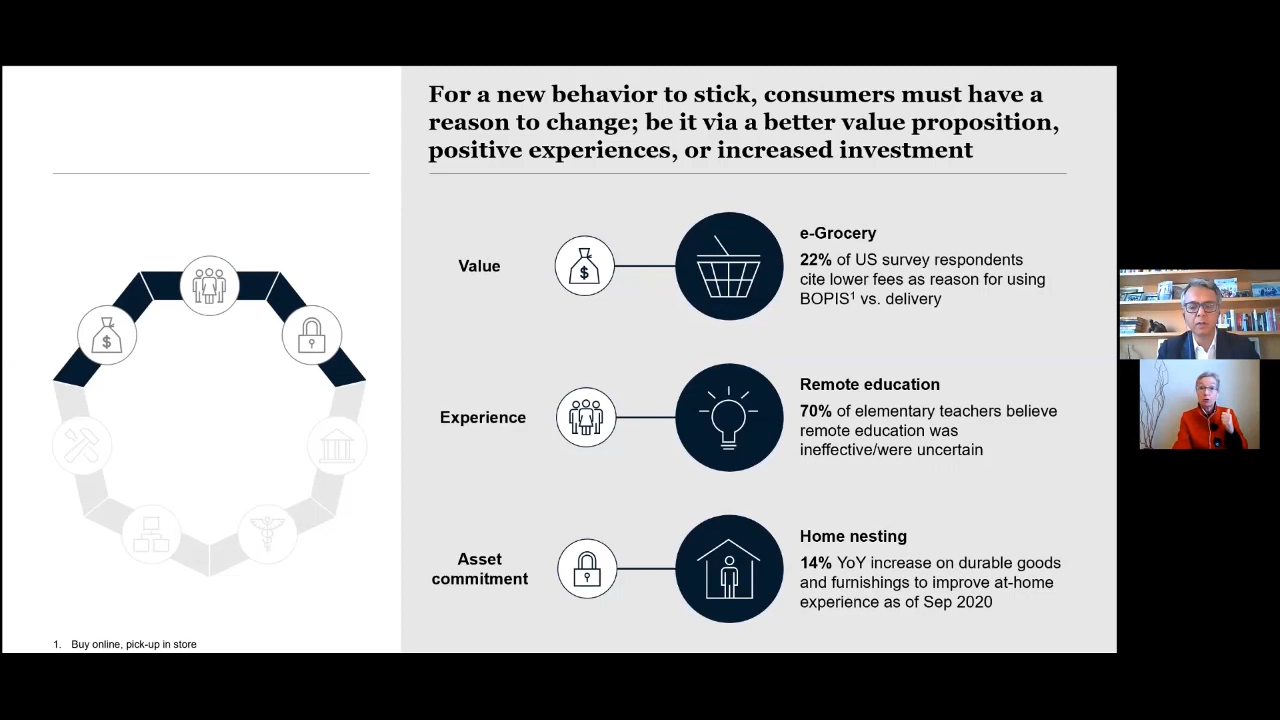 For a new behavior to stick, consumers must have a
reason to change; be it via a better value proposition,
positive experiences, or increased investment
Value
$
e-Grocery
22% of US survey respondents
cite lower fees as reason for using
BOPIS¹ vs. delivery
$
Experience
Remote education
70% of elementary teachers believe
remote education was
ineffective/were uncertain
Asset
commitment
Home nesting
14% YoY increase on durable goods
and furnishings to improve at-home
experience as of Sep 2020
1. Buy online, pick-up in store